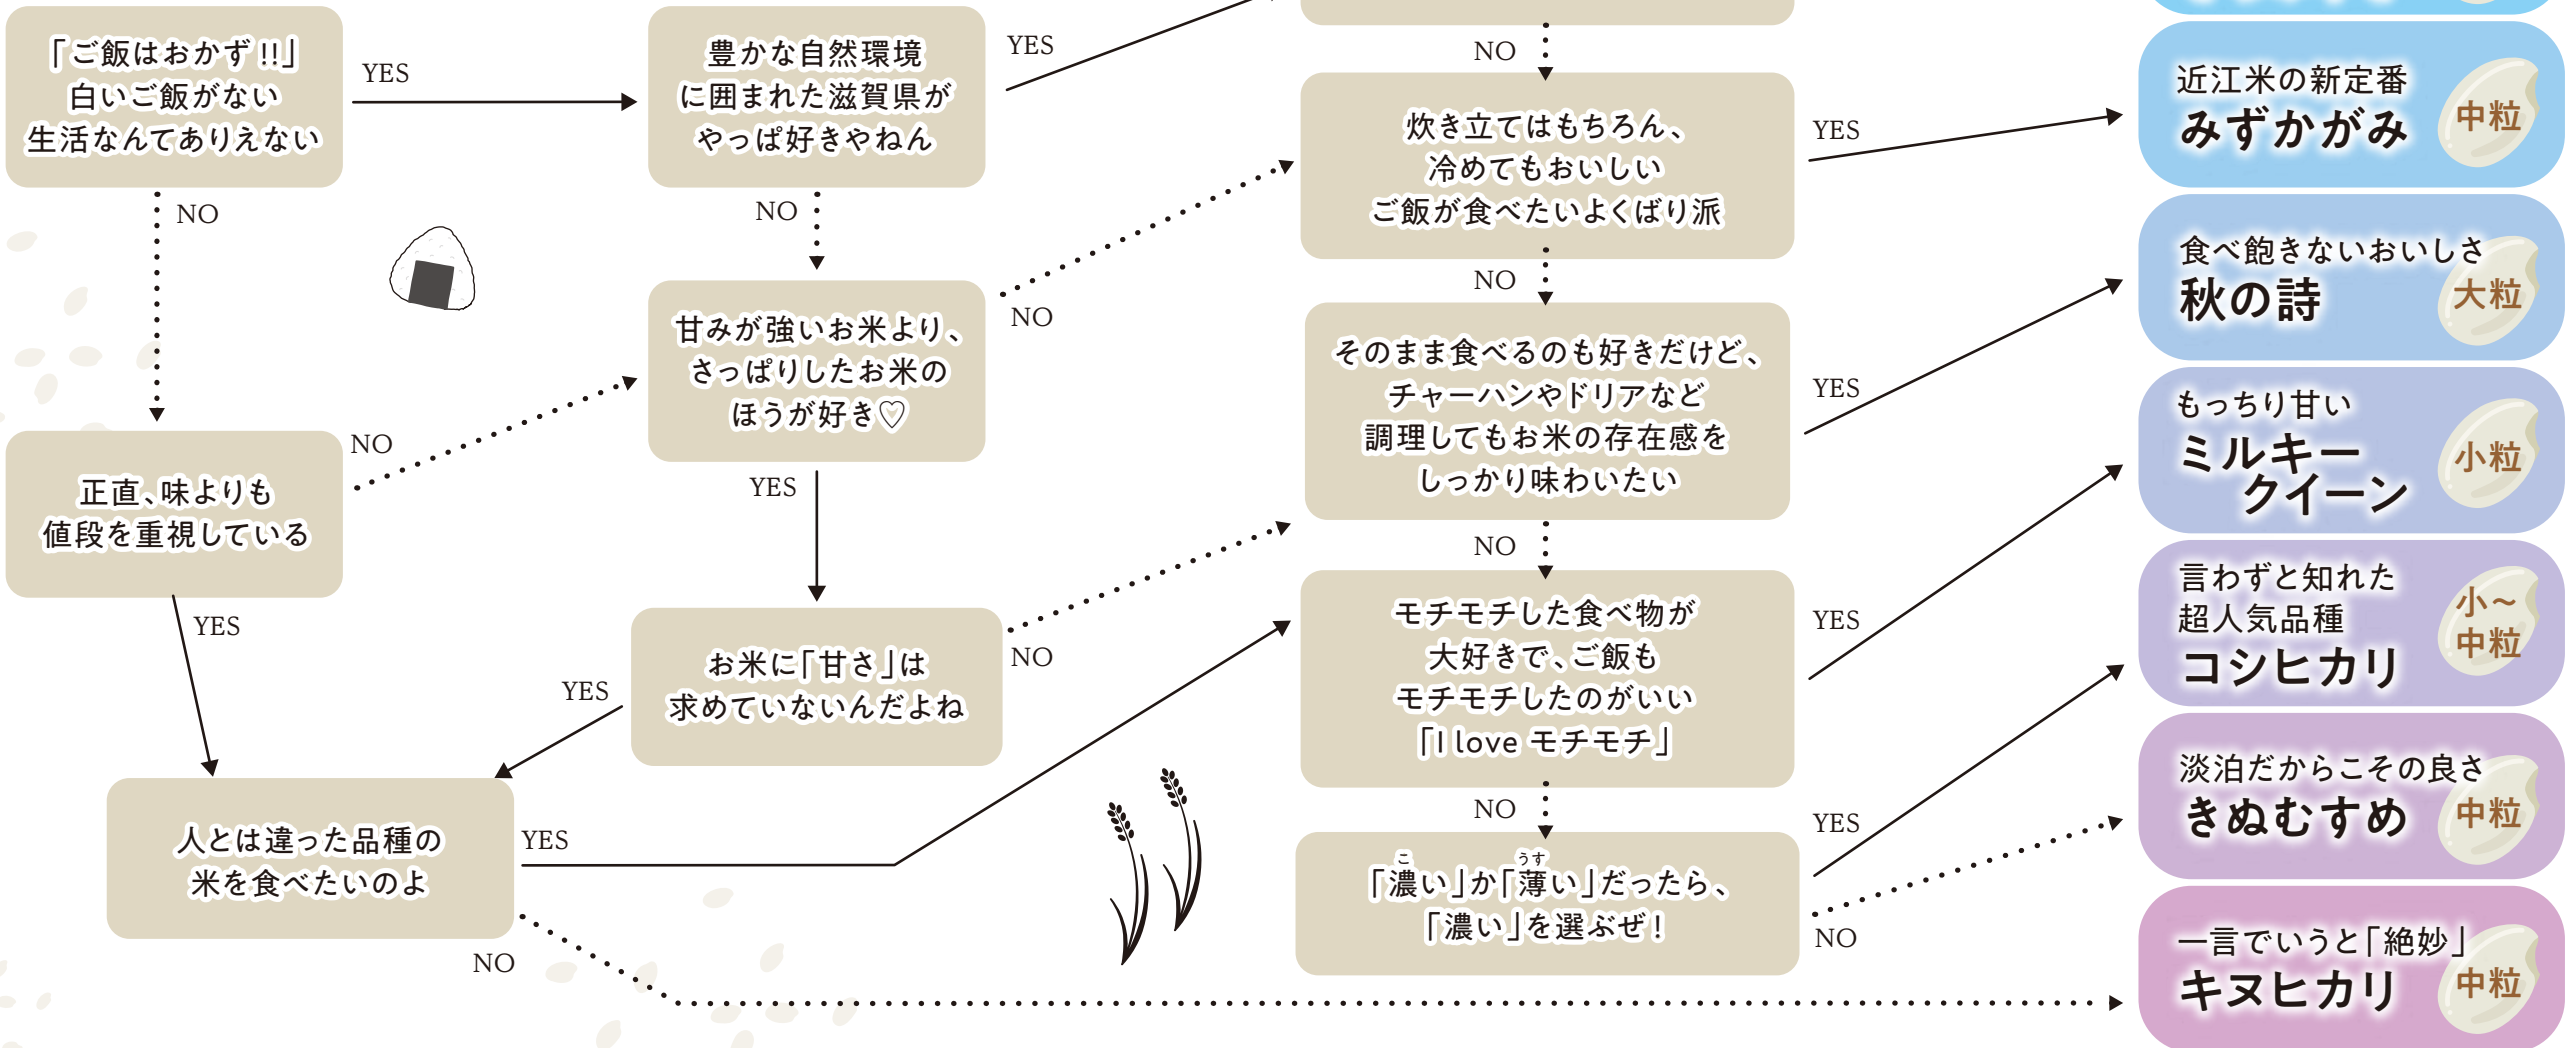 「ご飯はおかず!!」
白いご飯がない
生活なんてありえない
YES
NO
豊かな自然環境
に囲まれた滋賀県が
やっぱ好きやねん
YES
NO
正直、味よりも
値段を重視している
NO
YES
甘みが強いお米より、
さっぱりしたお米の
ほうが好き♡
NO
YES
お米に「甘さ」は
求めていないんだよね
NO
YES
人とは違った品種の
米を食べたいのよ
YES
NO
NO
炊き立てはもちろん、
冷めてもおいしい
ご飯が食べたいよくばり派
YES
NO
そのまま食べるのも好きだけど、
チャーハンやドリアなど
調理してもお米の存在感を
しっかり味わいたい
YES
NO
モチモチした食べ物が
大好きで、ご飯も
モチモチしたのがいい
「I love モチモチ」
YES
NO
こ うす
「濃い」か「薄い」だったら、
「濃い」を選ぶぜ!
YES
NO
近江米の新定番
みずかがみ
中粒
食べ飽きないおいしさ
秋の詩
大粒
もっちり甘い
ミルキー
クイーン
小粒
言わずと知れた
超人気品種
コシヒカリ
小～
中粒
淡泊だからこその良さ
きぬむすめ
中粒
一言でいうと「絶妙」
キヌヒカリ
中粒